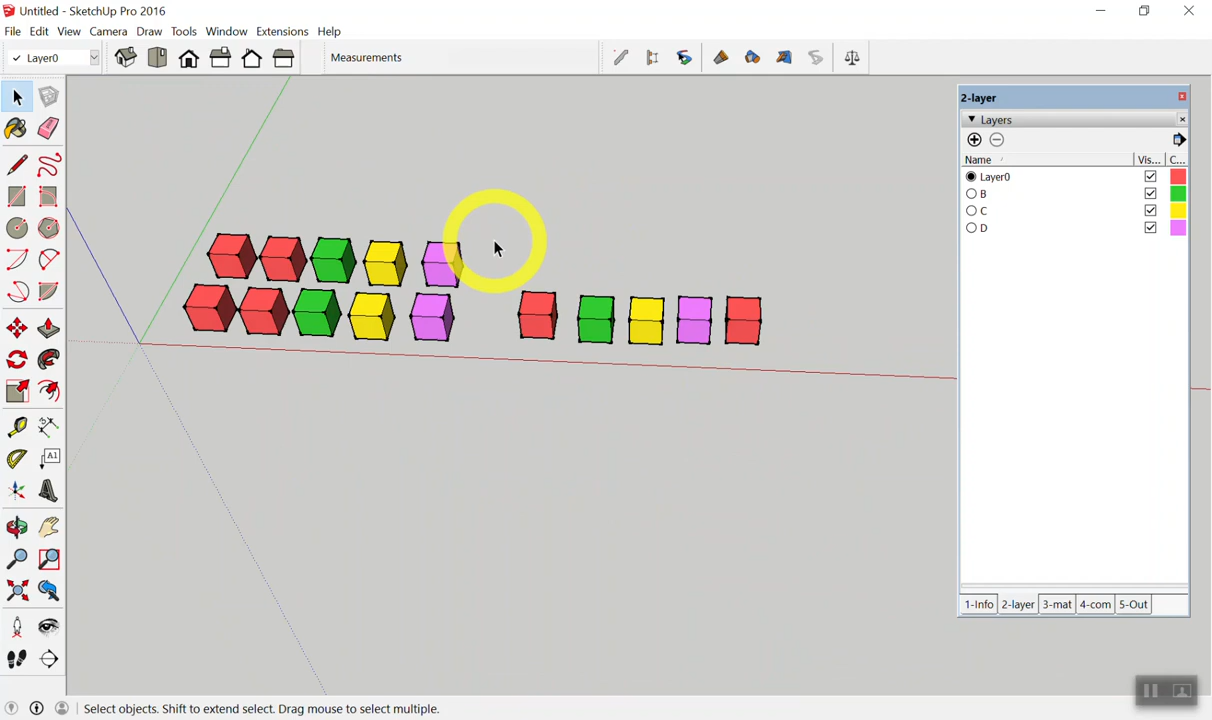 Untitled - SketchUp Pro 2016
File Edit View Camera Draw Tools Window Extensions Help
Layer0
Measurements
2-layer
Layers
Name Vis... C...
Layer0
B
C
D
A1
1-Info 2-layer 3-mat 4-com 5-Out
Select objects. Shift to extend select. Drag mouse to select multiple.